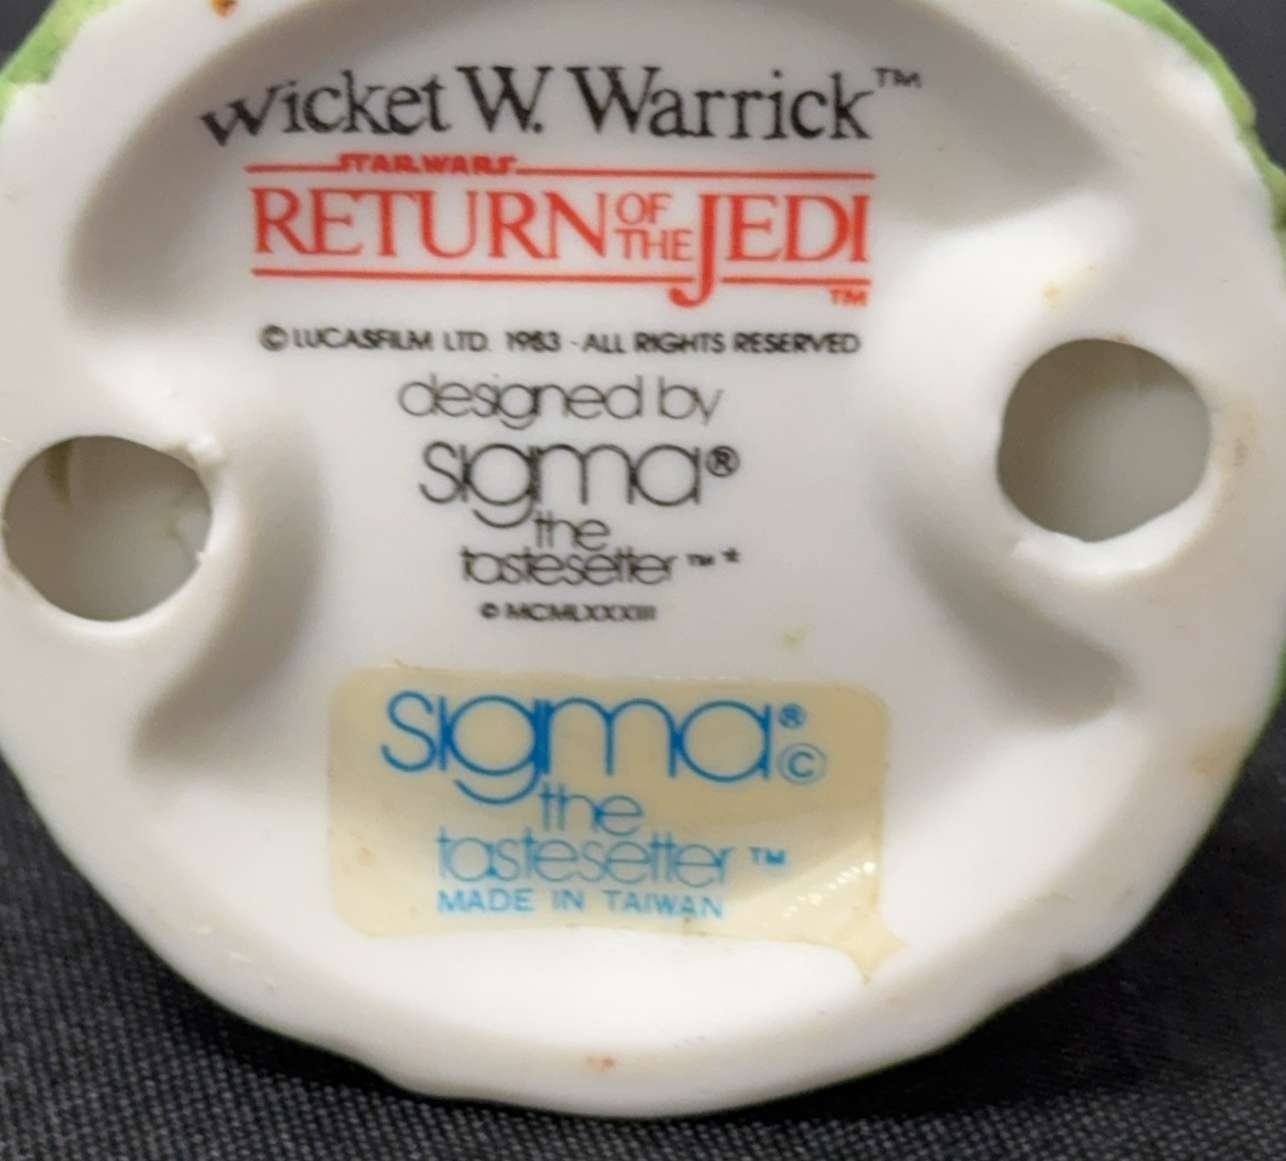 Wicket W. Warrick™
STAR WARS
RETURN OF THE JEDI
TM
© LUCASFILM LTD. 1983 - ALL RIGHTS RESERVED
designed by
sigma®
the
tastesetter™*
© MCMLXXXIII
sigma®©
the
tastesetter™
MADE IN TAIWAN